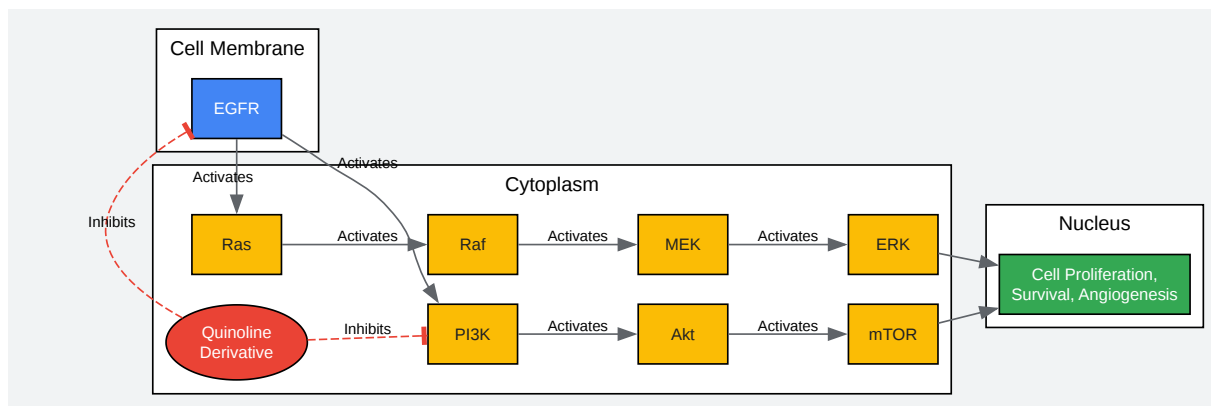 Cell Membrane
EGFR
Activates
Activates
Cytoplasm
Inhibits
Ras
Activates
Raf
Activates
MEK
Activates
ERK
Nucleus
Cell Proliferation,
Survival, Angiogenesis
Quinoline
Derivative
Inhibits
PI3K
Activates
Akt
Activates
mTOR